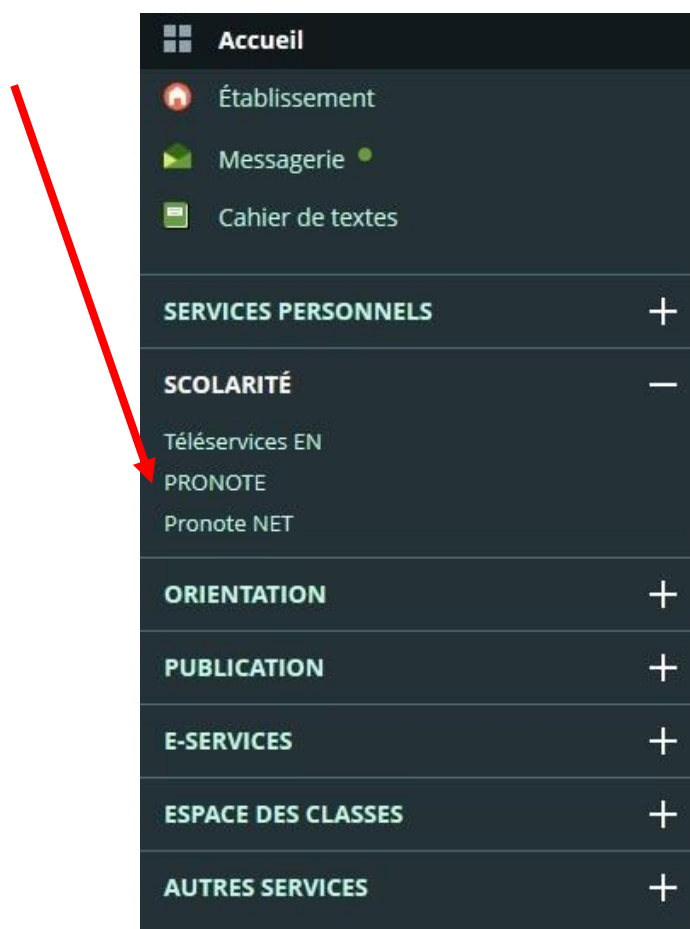 Accueil
Établissement
Messagerie
Cahier de textes
SERVICES PERSONNELS
SCOLARITÉ
Téléservices EN
PRONOTE
Pronote NET
ORIENTATION
PUBLICATION
E-SERVICES
ESPACE DES CLASSES
AUTRES SERVICES